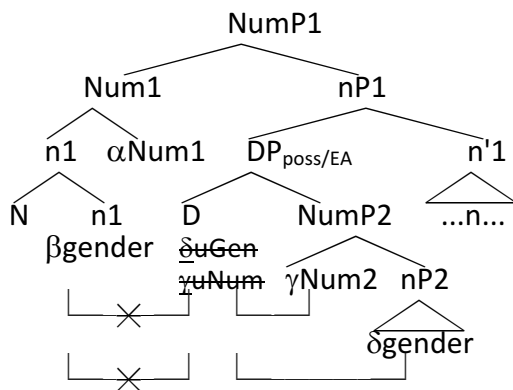 NumP1
Num1 nP1
n1 αNum1 DPposs/EA n'1
N n1 D NumP2 ...n...
βgender δuGen
γuNum γNum2 nP2
δgender